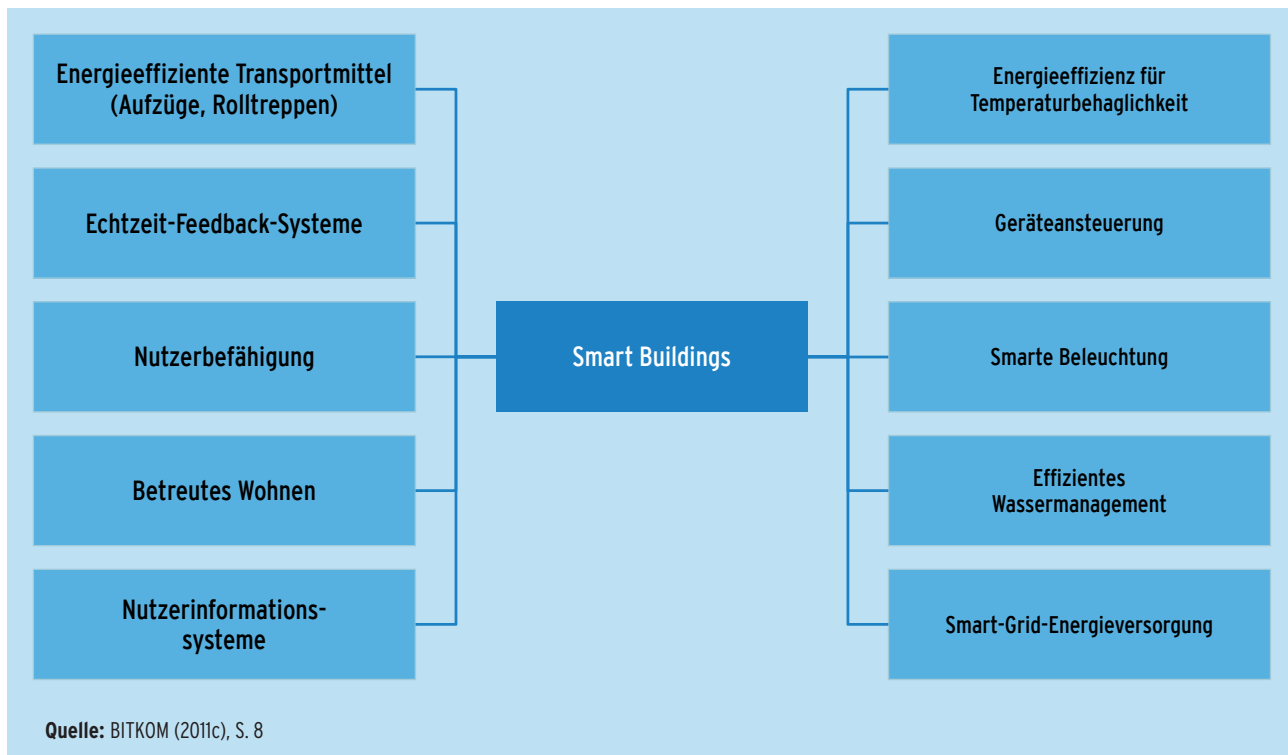 Energieeffiziente Transportmittel
(Aufzüge, Rolltreppen)
Echtzeit-Feedback-Systeme
Nutzerbefähigung
Betreutes Wohnen
Nutzerinformations-
systeme
Smart Buildings
Energieeffizienz für
Temperaturbehaglichkeit
Geräteansteuerung
Smarte Beleuchtung
Effizientes
Wassermanagement
Smart-Grid-Energieversorgung
Quelle: BITKOM (2011c), S. 8